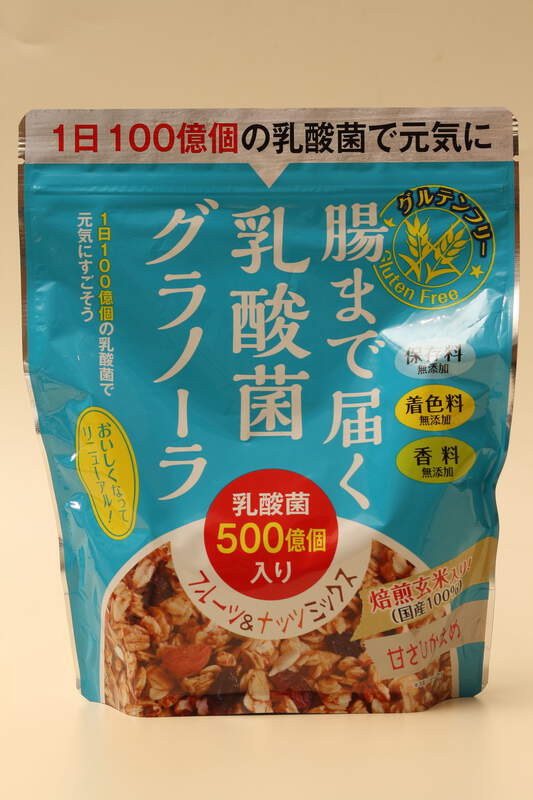 1日100億個の乳酸菌で元気に
腸まで届く
乳酸菌
グラノーラ
1日100億個の乳酸菌で
元気にすごそう
グルテンフリー
Gluten Free
保存料
無添加
着色料
無添加
香料
無添加
おいしくなって
リニューアル!
乳酸菌
500億個
入り
フルーツ&ナッツミックス
焙煎玄米入り!
(国産100%)
甘さひかえめ